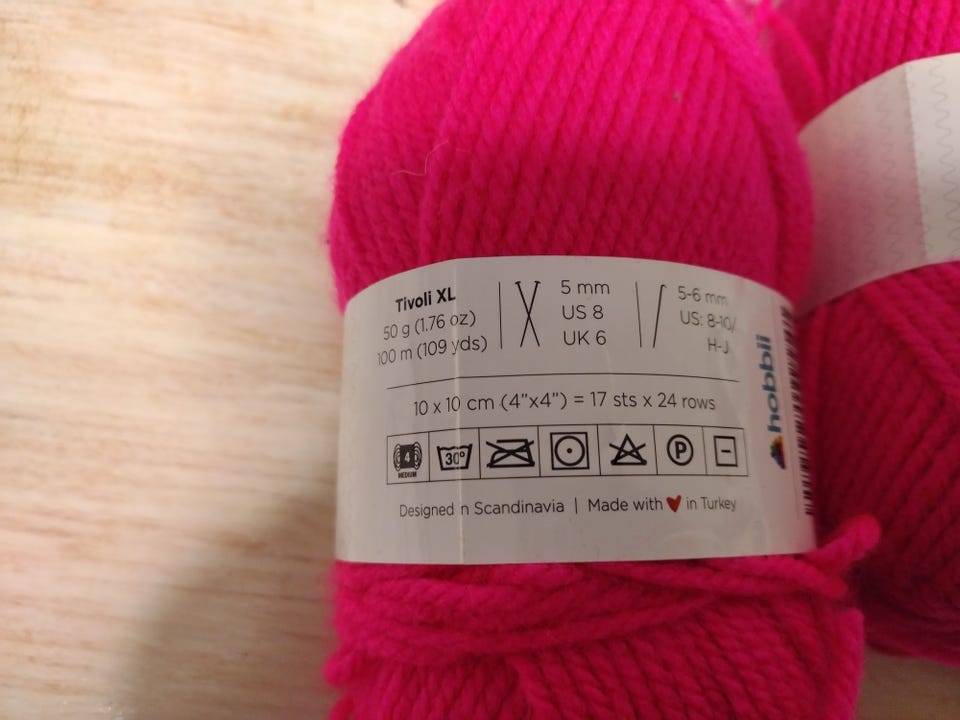 Tivoli XL
50 g (1.76 oz)
100 m (109 yds)
5 mm
US 8
UK 6
5-6 mm
US: 8-10/
H-J
10 x 10 cm (4”x4”) = 17 sts x 24 rows
4
MEDIUM
30°
P
Designed in Scandinavia | Made with ❤ in Turkey
hobbii